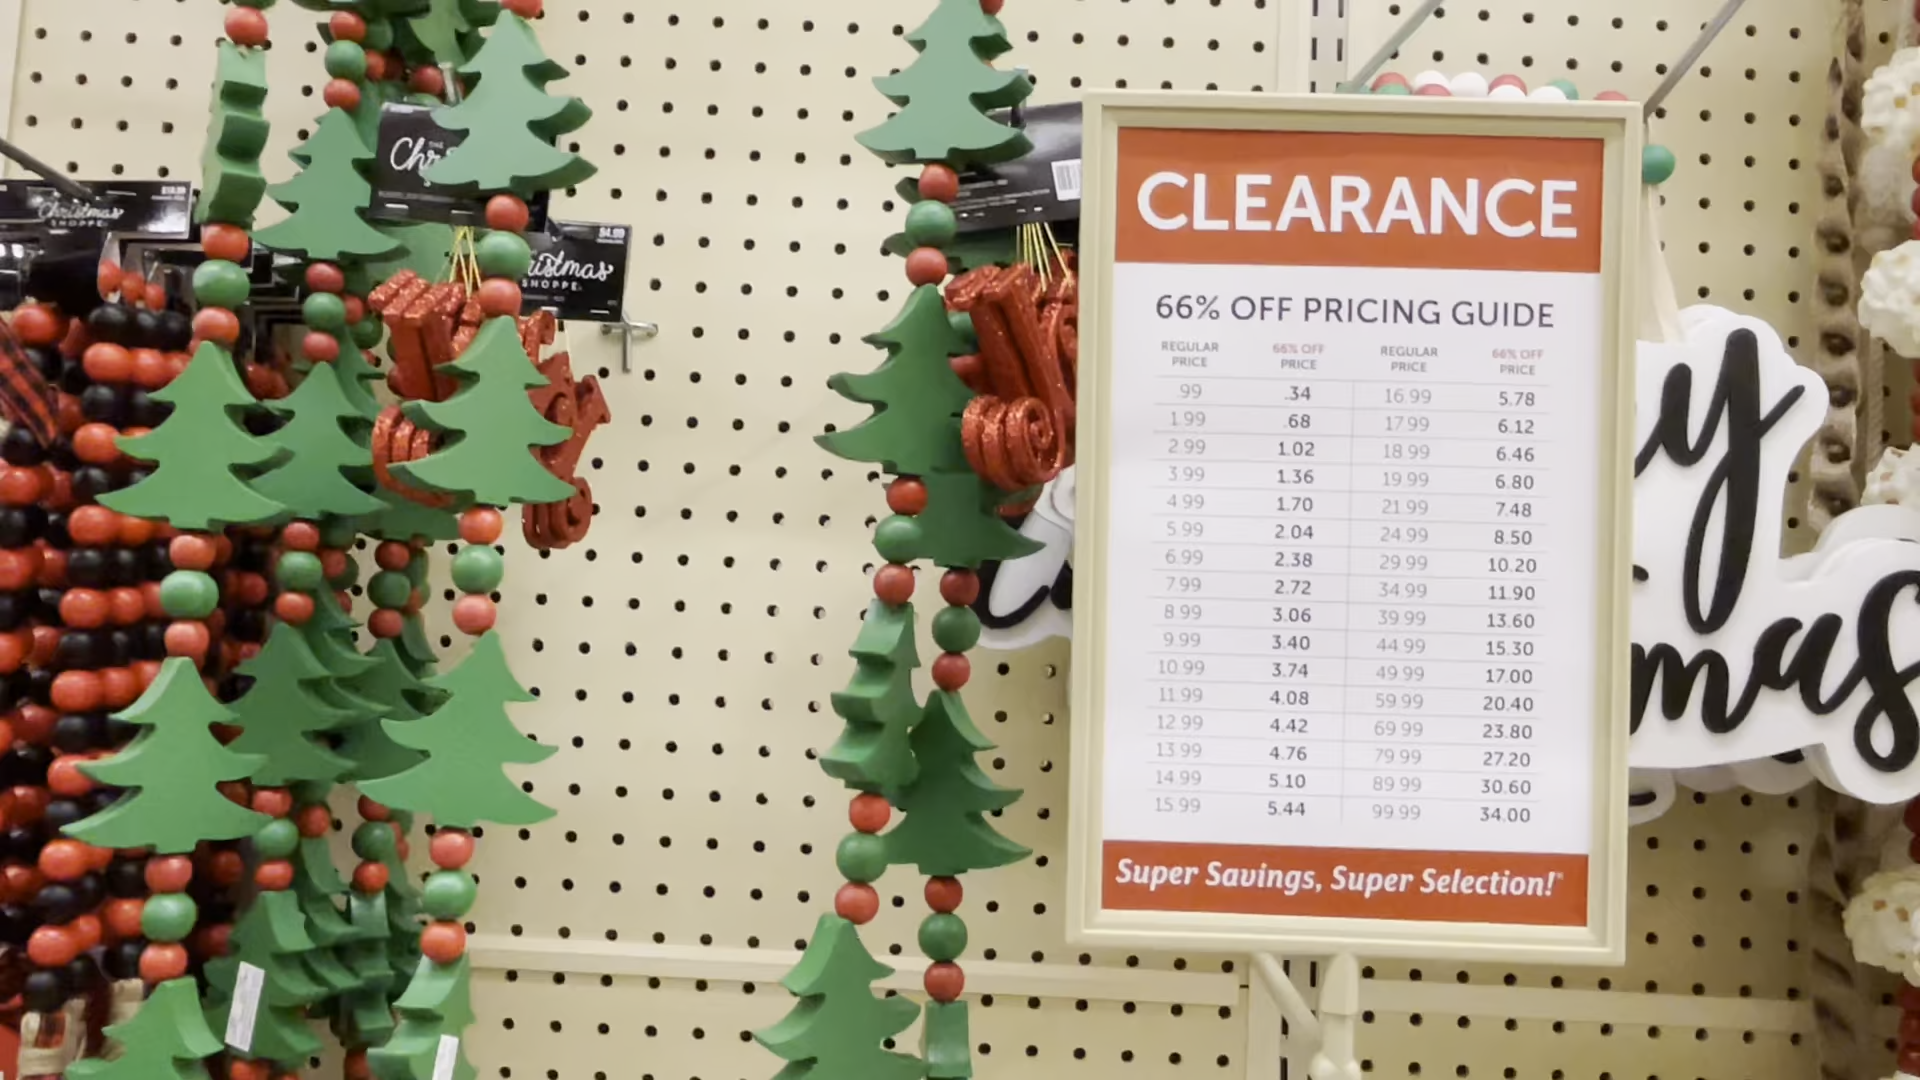 THE
Christmas
SHOPPE
$4.99
istmas
SHOPPE
CLEARANCE
66% OFF PRICING GUIDE
REGULAR PRICE 66% OFF PRICE REGULAR PRICE 66% OFF PRICE
.99 .34 16.99 5.78
1.99 .68 17.99 6.12
2.99 1.02 18.99 6.46
3.99 1.36 19.99 6.80
4.99 1.70 21.99 7.48
5.99 2.04 24.99 8.50
6.99 2.38 29.99 10.20
7.99 2.72 34.99 11.90
8.99 3.06 39.99 13.60
9.99 3.40 44.99 15.30
10.99 3.74 49.99 17.00
11.99 4.08 59.99 20.40
12.99 4.42 69.99 23.80
13.99 4.76 79.99 27.20
14.99 5.10 89.99 30.60
15.99 5.44 99.99 34.00
Super Savings, Super Selection!
y
mas